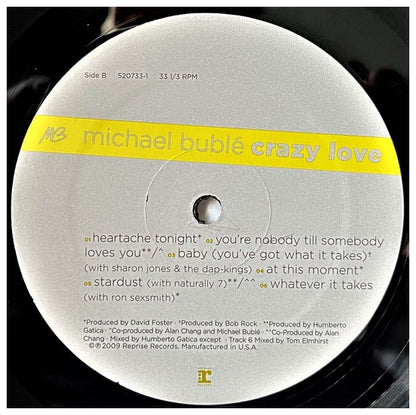 Side B 520733-1 33 1/3 RPM
MB michael bublé crazy love
01 heartache tonight* 02 you're nobody till somebody
loves you**/^ 03 baby (you've got what it takes)†
(with sharon jones & the dap-kings) 04 at this moment*
05 stardust (with naturally 7)**/^^ 06 whatever it takes
(with ron sexsmith)*
*Produced by David Foster · †Produced by Bob Rock · **Produced by Humberto
Gatica · ^Co-produced by Alan Chang and Michael Bublé · ^^Co-Produced by Alan
Chang · Mixed by Humberto Gatica except · Track 6 Mixed by Tom Elmhirst
©℗2009 Reprise Records. Manufactured in U.S.A.
r